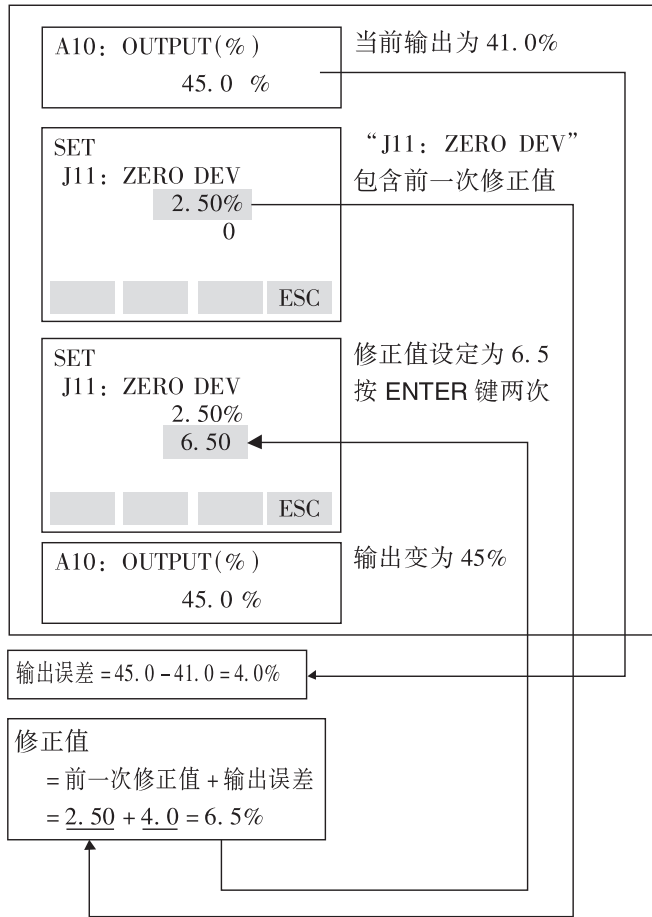 A10: OUTPUT(%)
45.0 %
当前输出为 41.0%
SET
J11: ZERO DEV
2.50%
0
ESC
“J11: ZERO DEV”
包含前一次修正值
SET
J11: ZERO DEV
2.50%
6.50
ESC
修正值设定为 6.5
按 ENTER 键两次
A10: OUTPUT(%)
45.0 %
输出变为 45%
输出误差 =45.0-41.0=4.0%
修正值
=前一次修正值+输出误差
=2.50+4.0=6.5%